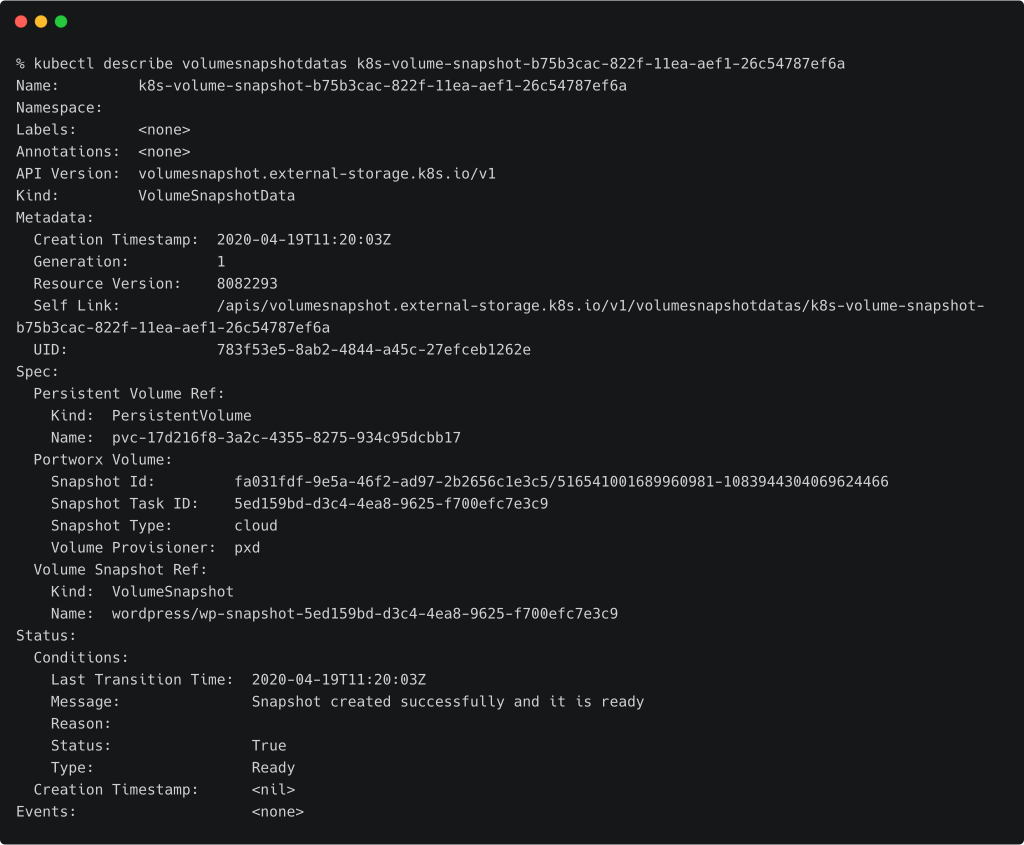 % kubectl describe volumesnapshotdatas k8s-volume-snapshot-b75b3cac-822f-11ea-aef1-26c54787ef6a
Name:         k8s-volume-snapshot-b75b3cac-822f-11ea-aef1-26c54787ef6a
Namespace:
Labels:       <none>
Annotations:  <none>
API Version:  volumesnapshot.external-storage.k8s.io/v1
Kind:         VolumeSnapshotData
Metadata:
  Creation Timestamp:  2020-04-19T11:20:03Z
  Generation:          1
  Resource Version:    8082293
  Self Link:           /apis/volumesnapshot.external-storage.k8s.io/v1/volumesnapshotdatas/k8s-volume-snapshot-
b75b3cac-822f-11ea-aef1-26c54787ef6a
  UID:                 783f53e5-8ab2-4844-a45c-27efceb1262e
Spec:
  Persistent Volume Ref:
    Kind:  PersistentVolume
    Name:  pvc-17d216f8-3a2c-4355-8275-934c95dcbb17
  Portworx Volume:
    Snapshot Id:         fa031fdf-9e5a-46f2-ad97-2b2656c1e3c5/516541001689960981-1083944304069624466
    Snapshot Task ID:    5ed159bd-d3c4-4ea8-9625-f700efc7e3c9
    Snapshot Type:       cloud
    Volume Provisioner:  pxd
  Volume Snapshot Ref:
    Kind:  VolumeSnapshot
    Name:  wordpress/wp-snapshot-5ed159bd-d3c4-4ea8-9625-f700efc7e3c9
Status:
  Conditions:
    Last Transition Time:  2020-04-19T11:20:03Z
    Message:               Snapshot created successfully and it is ready
    Reason:
    Status:                True
    Type:                  Ready
  Creation Timestamp:      <nil>
Events:                    <none>